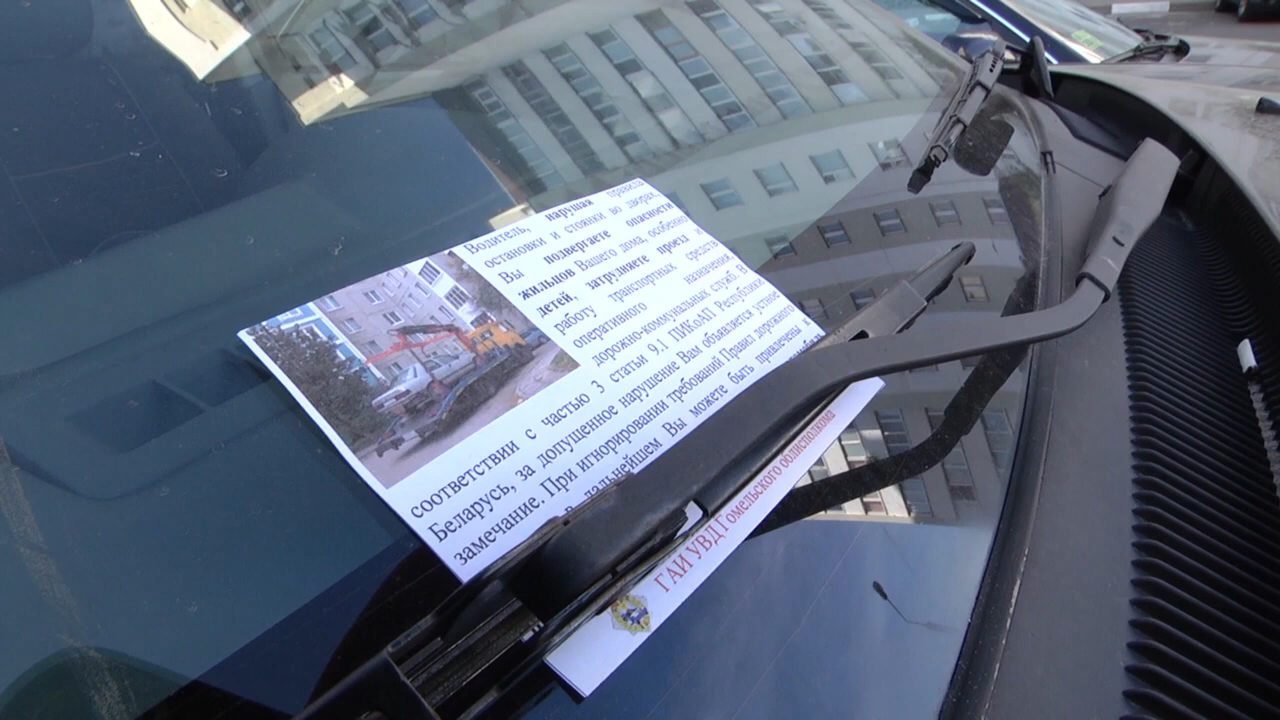 Водитель, нарушая правила
остановки и стоянки во дворах,
Вы подвергаете опасности
жильцов Вашего дома, особенно
детей, затрудняете проезд и
работу транспортных средств
оперативного назначения,
дорожно-коммунальных служб. В
соответствии с частью 3 статьи 9.1 ПИКоАП Республики
Беларусь, за допущенное нарушение Вам объявляется устное
замечание. При игнорировании требований Правил дорожного
дальнейшем Вы можете быть привлечены к
ГАИ УВД Гомельского облисполкома